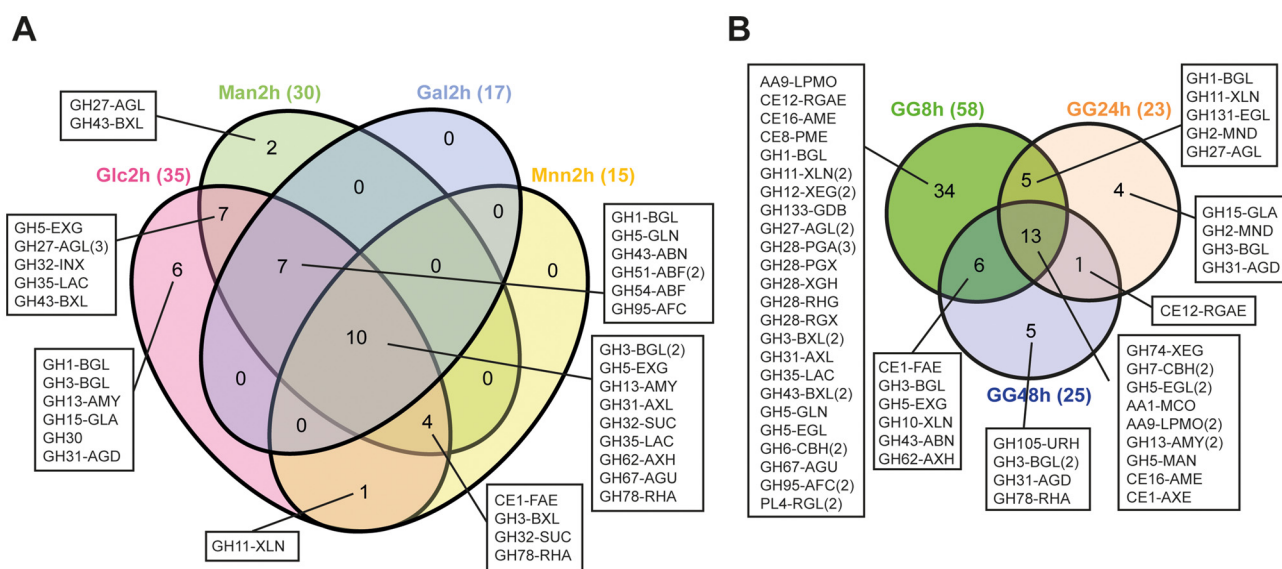 A
Man2h (30)
Gal2h (17)
Glc2h (35)
Mnn2h (15)
GH27-AGL
GH43-BXL
2
0
0
0
0
0
7
7
6
10
0
0
0
4
1
GH5-EXG
GH27-AGL(3)
GH32-INX
GH35-LAC
GH43-BXL
GH1-BGL
GH3-BGL
GH13-AMY
GH15-GLA
GH30
GH31-AGD
GH11-XLN
CE1-FAE
GH3-BXL
GH32-SUC
GH78-RHA
GH1-BGL
GH5-GLN
GH43-ABN
GH51-ABF(2)
GH54-ABF
GH95-AFC
GH3-BGL(2)
GH5-EXG
GH13-AMY
GH31-AXL
GH32-SUC
GH35-LAC
GH62-AXH
GH67-AGU
GH78-RHA
B
AA9-LPMO
CE12-RGAE
CE16-AME
CE8-PME
GH1-BGL
GH11-XLN(2)
GH12-XEG(2)
GH133-GDB
GH27-AGL(2)
GH28-PGA(3)
GH28-PGX
GH28-XGH
GH28-RHG
GH28-RGX
GH3-BXL(2)
GH31-AXL
GH35-LAC
GH43-BXL(2)
GH5-GLN
GH5-EGL
GH6-CBH(2)
GH67-AGU
GH95-AFC(2)
PL4-RGL(2)
GG8h (58)
GG24h (23)
GG48h (25)
34
5
4
13
6
1
5
GH1-BGL
GH11-XLN
GH131-EGL
GH2-MND
GH27-AGL
GH15-GLA
GH2-MND
GH3-BGL
GH31-AGD
CE12-RGAE
CE1-FAE
GH3-BGL
GH5-EXG
GH10-XLN
GH43-ABN
GH62-AXH
GH105-URH
GH3-BGL(2)
GH31-AGD
GH78-RHA
GH74-XEG
GH7-CBH(2)
GH5-EGL(2)
AA1-MCO
AA9-LPMO(2)
GH13-AMY(2)
GH5-MAN
CE16-AME
CE1-AXE